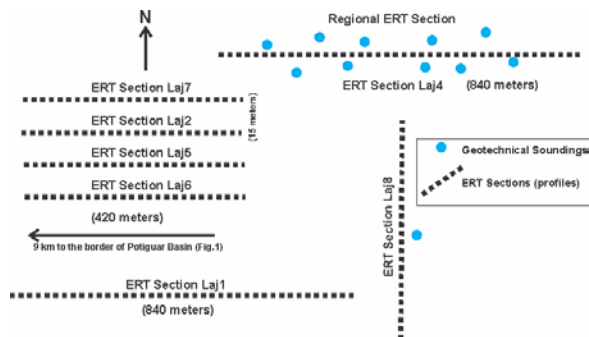 N
Regional ERT Section
ERT Section Laj4 (840 meters)
ERT Section Laj7
(15 meters)
ERT Section Laj2
ERT Section Laj5
ERT Section Laj6
(420 meters)
9 km to the border of Potiguar Basin (Fig.1)
ERT Section Laj1
(840 meters)
ERT Section Laj8
Geotechnical Soundings
ERT Sections (profiles)